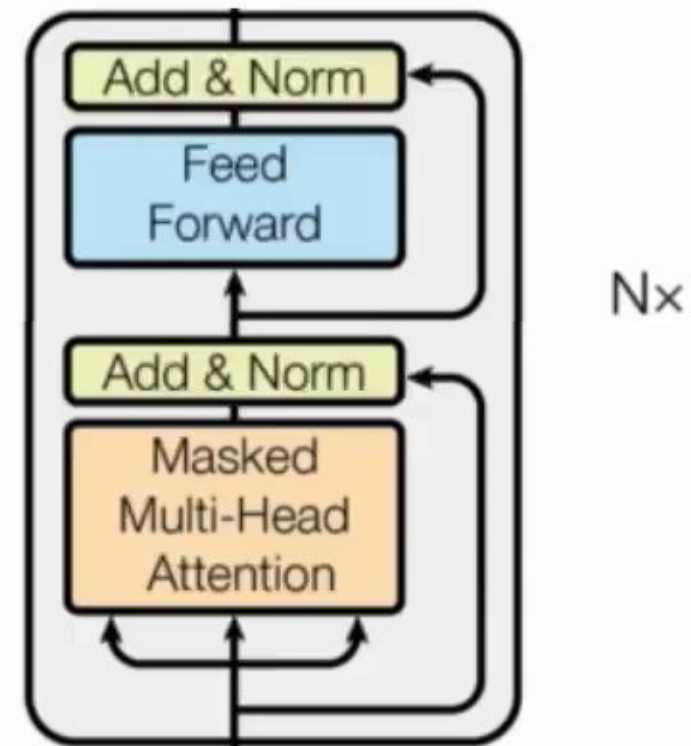 Add & Norm
Feed
Forward
Nx
Add & Norm
Masked
Multi-Head
Attention